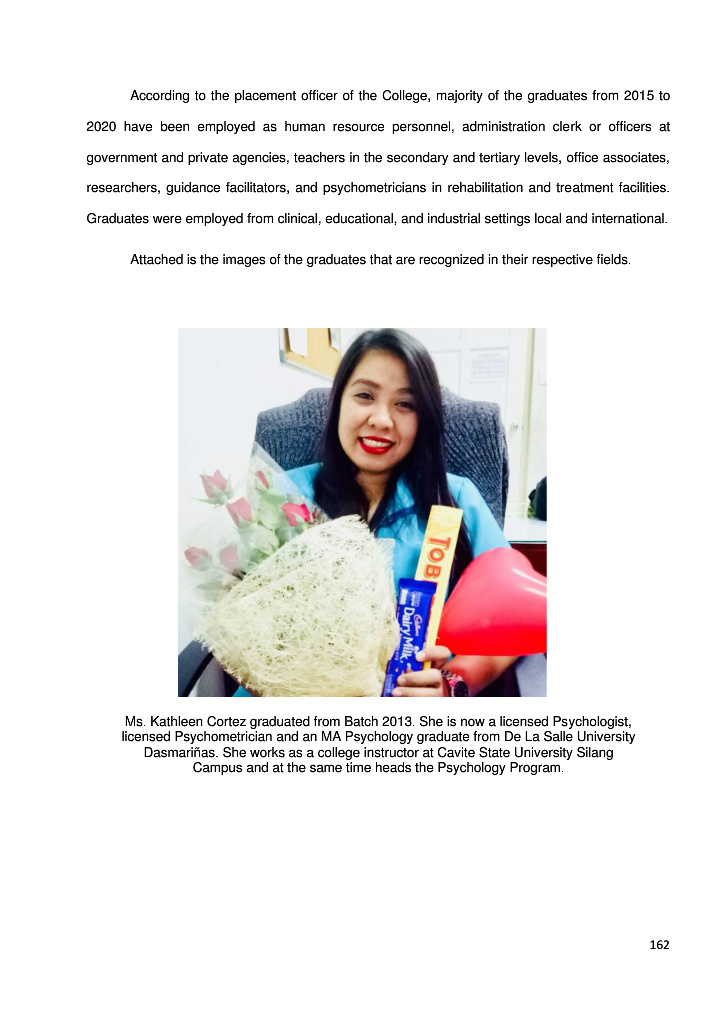 According to the placement officer of the College, majority of the graduates from 2015 to
2020 have been employed as human resource personnel, administration clerk or officers at
government and private agencies, teachers in the secondary and tertiary levels, office associates,
researchers, guidance facilitators, and psychometricians in rehabilitation and treatment facilities.
Graduates were employed from clinical, educational, and industrial settings local and international.
Attached is the images of the graduates that are recognized in their respective fields.
TOB
Cadbury
Dairy Milk
Ms. Kathleen Cortez graduated from Batch 2013. She is now a licensed Psychologist,
licensed Psychometrician and an MA Psychology graduate from De La Salle University
Dasmariñas. She works as a college instructor at Cavite State University Silang
Campus and at the same time heads the Psychology Program.
162